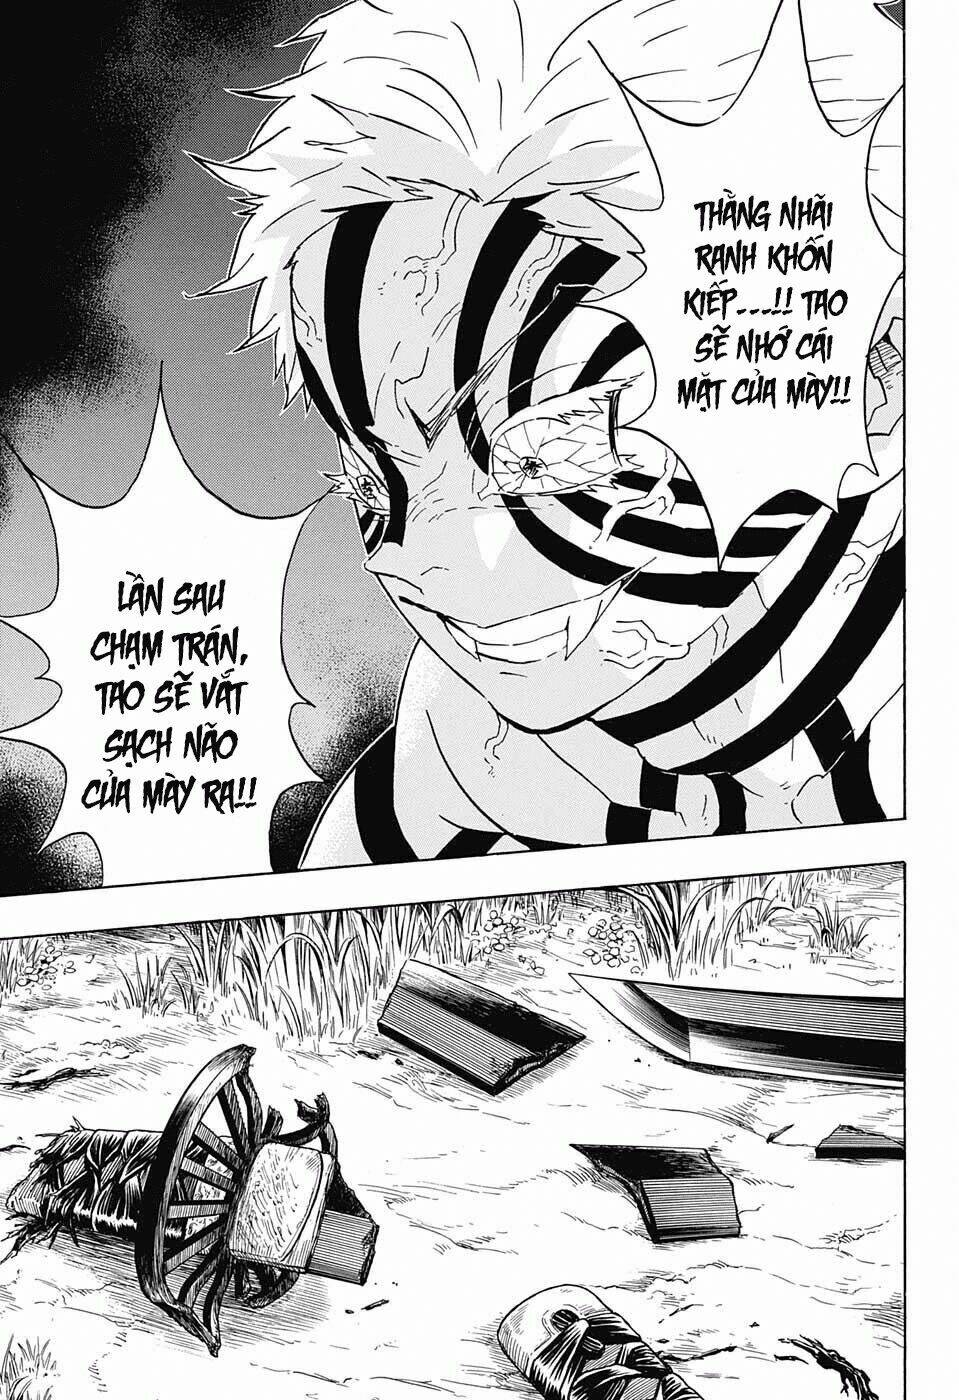 THẰNG NHÃI
RANH KHỐN
KIẾP...!! TAO
SẼ NHỚ CÁI
MẶT CỦA MÀY!!
LẦN SAU
CHẠM TRÁN,
TAO SẼ VẮT
SẠCH NÃO
CỦA MÀY RA!!